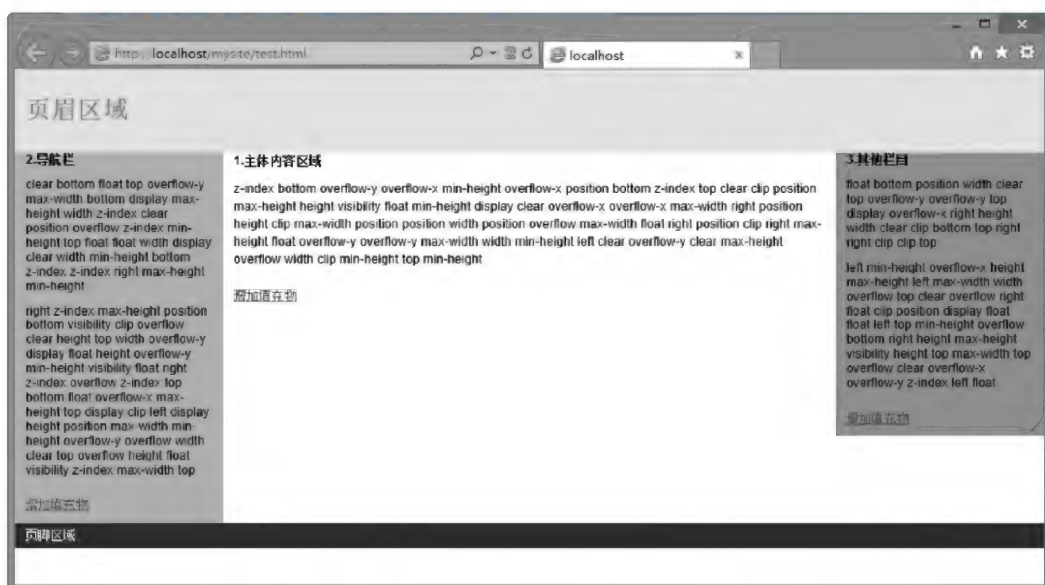 http://localhost/mysite/test.html
localhost
页眉区域
2.导航栏
clear bottom float top overflow-y
max-width bottom display max-
height width z-index clear
position overflow z-index min-
height top float float width display
clear width min-height bottom
z-index z-index right max-height
min-height
right z-index max-height position
bottom visibility clip overflow
clear height top width overflow-y
display float height overflow-y
min-height visibility float right
z-index overflow z-index top
bottom float overflow-x max-
height top display clip left display
height position max-width min-
height overflow-y overflow width
clear top overflow height float
visibility z-index max-width top
增加填充物
1.主体内容区域
z-index bottom overflow-y overflow-x min-height overflow-x position bottom z-index top clear clip position
max-height height visibility float min-height display clear overflow-x overflow-x max-width right position
height clip max-width position position width position overflow max-width float right position clip right max-
height float overflow-y overflow-y max-width width min-height left clear overflow-y clear max-height
overflow width clip min-height top min-height
增加填充物
3.其他栏目
float bottom position width clear
top overflow-y overflow-y top
display overflow-x right height
width clear clip bottom top right
right clip clip top
left min-height overflow-x height
max-height left max-width width
overflow top clear overflow right
float clip position display float
float left top min-height overflow
bottom right height max-height
visibility height top max-width top
overflow clear overflow-x
overflow-y z-index left float
增加填充物
页脚区域